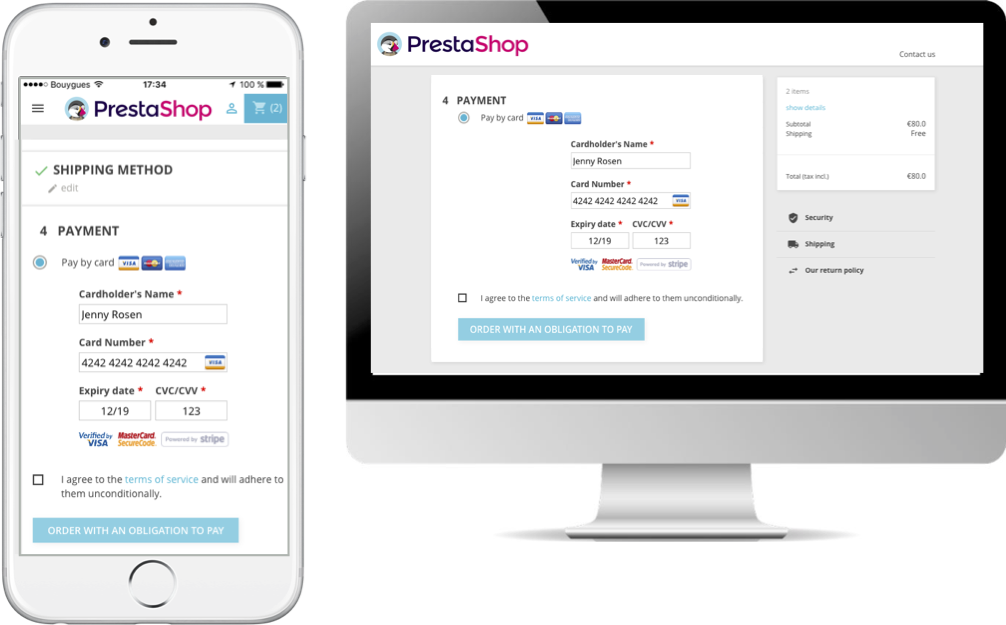 Bouygues
17:34
100 %
PrestaShop
(2)
SHIPPING METHOD
edit
4 PAYMENT
Pay by card VISA
Cardholder's Name *
Jenny Rosen
Card Number *
4242 4242 4242 4242 VISA
Expiry date * CVC/CVV *
12/19 123
Verified by VISA MasterCard. SecureCode. Powered by stripe
I agree to the terms of service and will adhere to
them unconditionally.
ORDER WITH AN OBLIGATION TO PAY
PrestaShop
Contact us
4 PAYMENT
Pay by card VISA
Cardholder's Name *
Jenny Rosen
Card Number *
4242 4242 4242 4242 VISA
Expiry date * CVC/CVV *
12/19 123
Verified by VISA MasterCard. SecureCode. Powered by stripe
I agree to the terms of service and will adhere to them unconditionally.
ORDER WITH AN OBLIGATION TO PAY
2 items
show details
Subtotal €80.0
Shipping Free
Total (tax incl.) €80.0
Security
Shipping
Our return policy